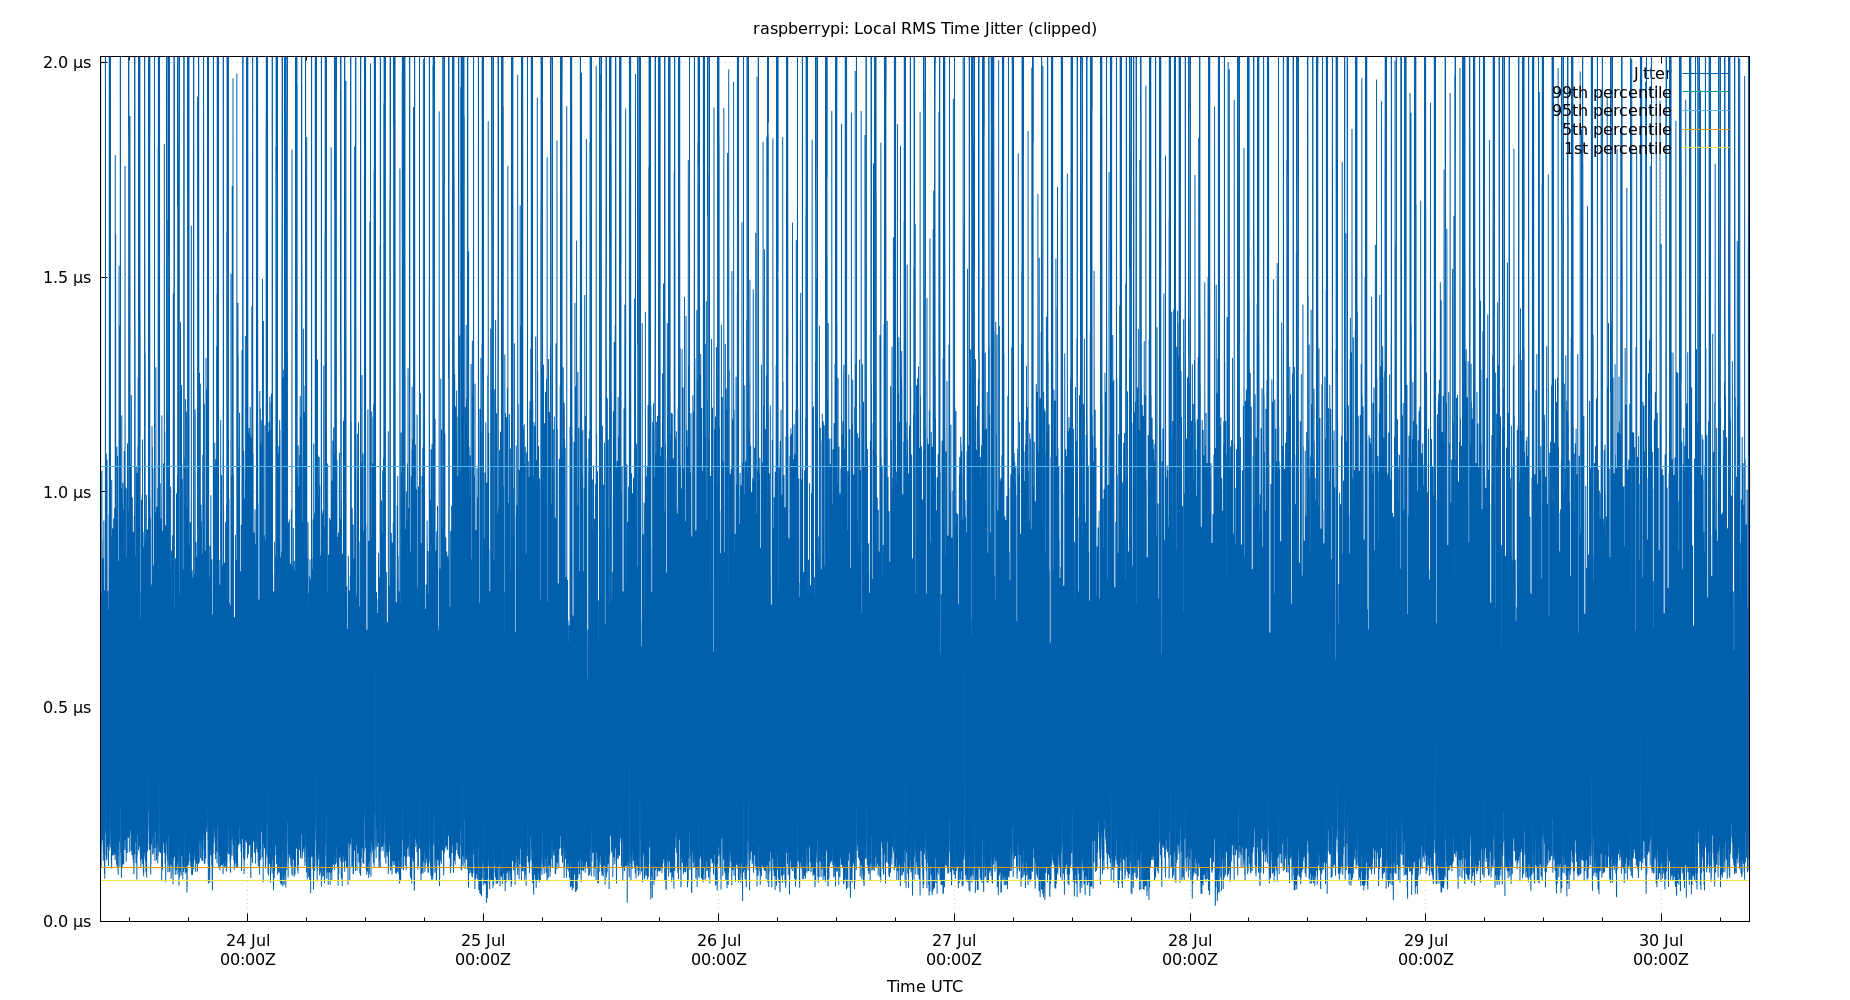 raspberrypi: Local RMS Time Jitter (clipped)
2.0 µs
1.5 µs
1.0 µs
0.5 µs
0.0 µs
Jitter
99th percentile
95th percentile
5th percentile
1st percentile
24 Jul 25 Jul 26 Jul 27 Jul 28 Jul 29 Jul 30 Jul
00:00Z 00:00Z 00:00Z 00:00Z 00:00Z 00:00Z 00:00Z
Time UTC